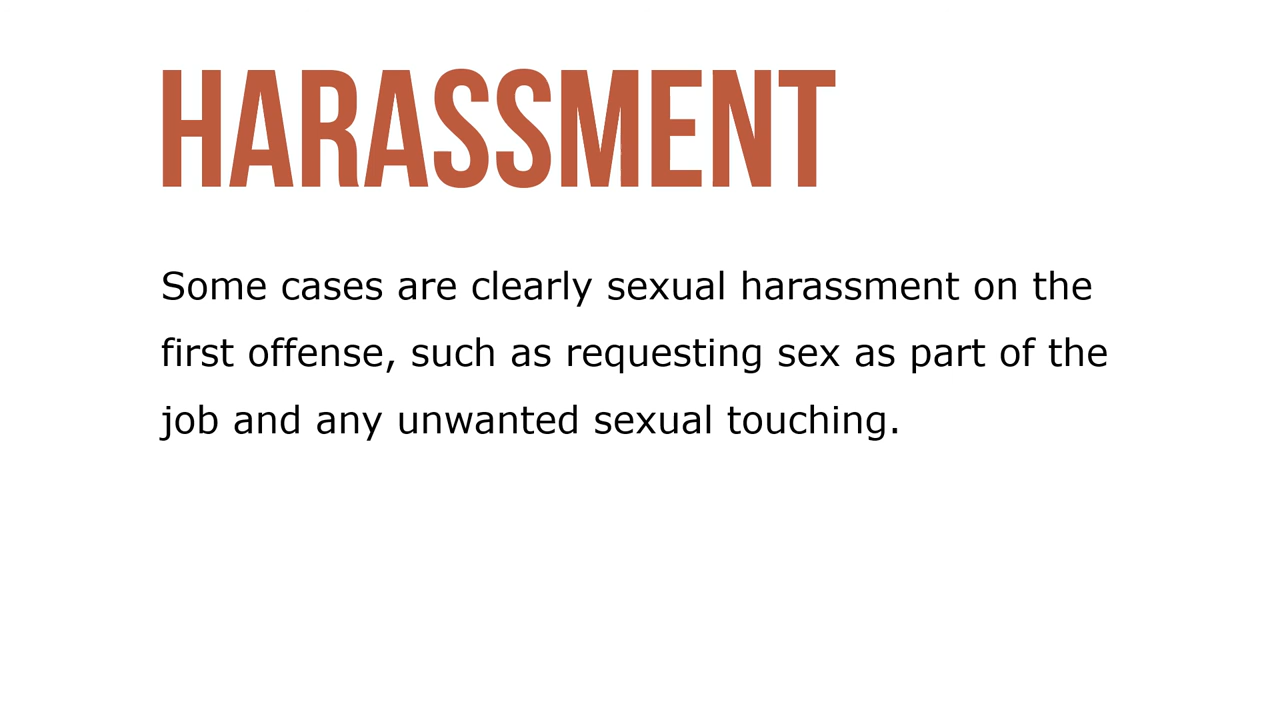 HARASSMENT
Some cases are clearly sexual harassment on the
first offense, such as requesting sex as part of the
job and any unwanted sexual touching.